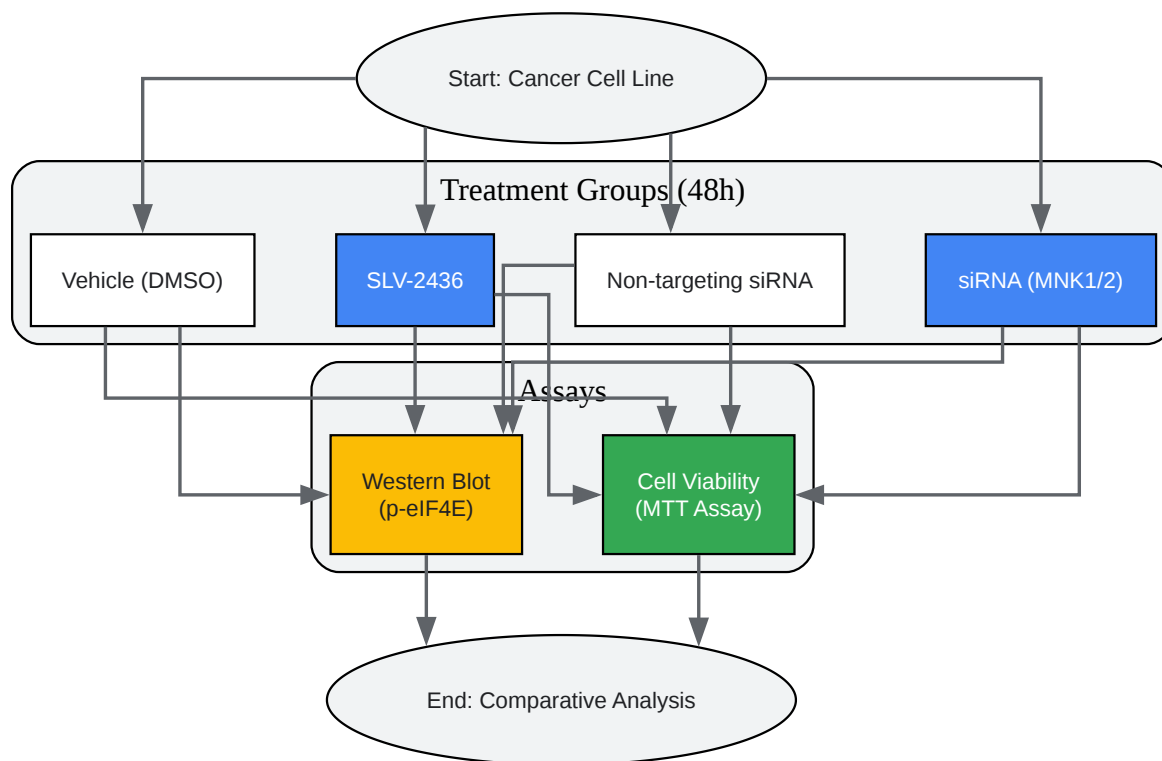 Start: Cancer Cell Line
Treatment Groups (48h)
Vehicle (DMSO)
SLV-2436
Non-targeting siRNA
siRNA (MNK1/2)
Assays
Western Blot
(p-eIF4E)
Cell Viability
(MTT Assay)
End: Comparative Analysis